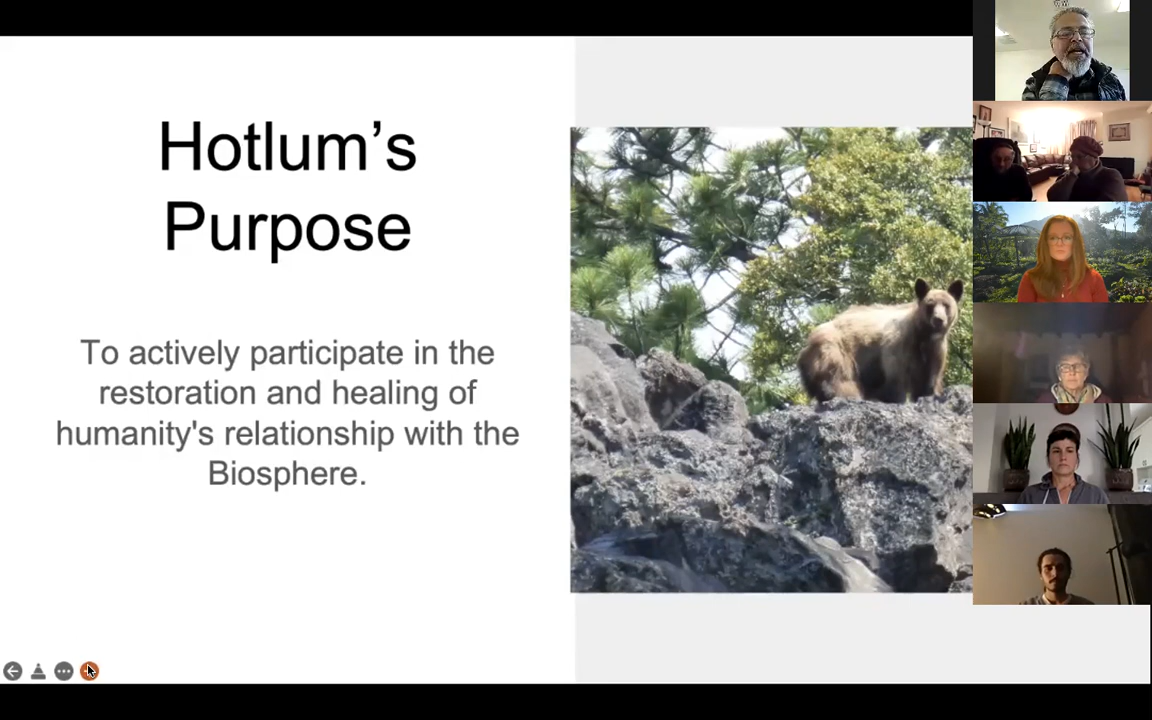 Hotlum’s
Purpose
To actively participate in the
restoration and healing of
humanity's relationship with the
Biosphere.